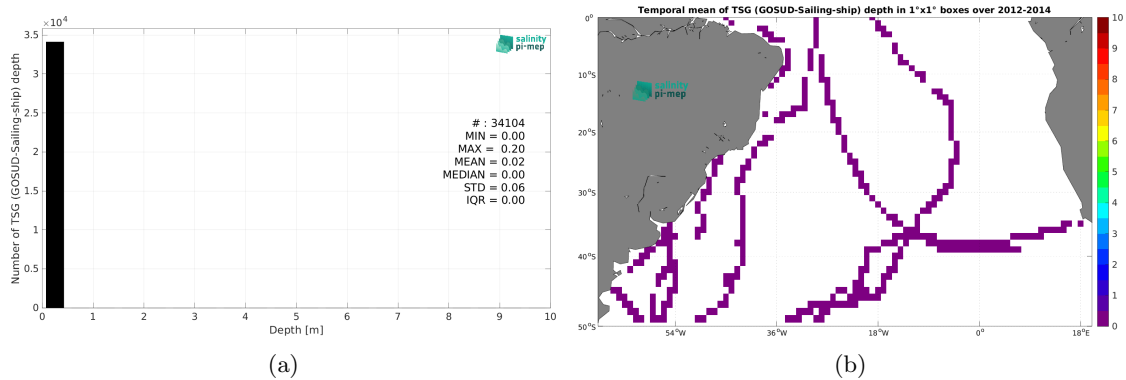 ×10⁴
3.5
3
2.5
2
1.5
1
0.5
0
Number of TSG (GOSUD-Sailing-ship) depth
0 1 2 3 4 5 6 7 8 9 10
Depth [m]
salinity
pi-mep
# : 34104
MIN = 0.00
MAX = 0.20
MEAN = 0.02
MEDIAN = 0.00
STD = 0.06
IQR = 0.00
(a)
Temporal mean of TSG (GOSUD-Sailing-ship) depth in 1°x1° boxes over 2012-2014
0°
10°S
20°S
30°S
40°S
50°S
54°W 36°W 18°W 0° 18°E
salinity
pi-mep
10
9
8
7
6
5
4
3
2
1
0
(b)